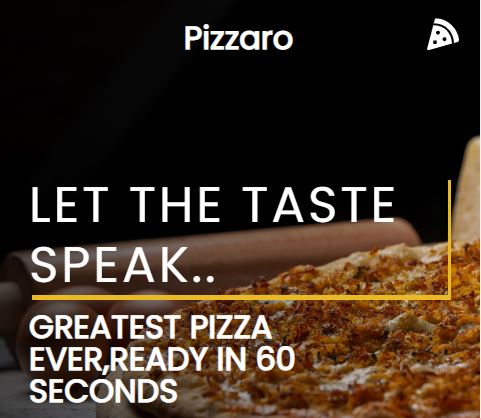 Pizzaro
LET THE TASTE
SPEAK..
GREATEST PIZZA
EVER,READY IN 60
SECONDS